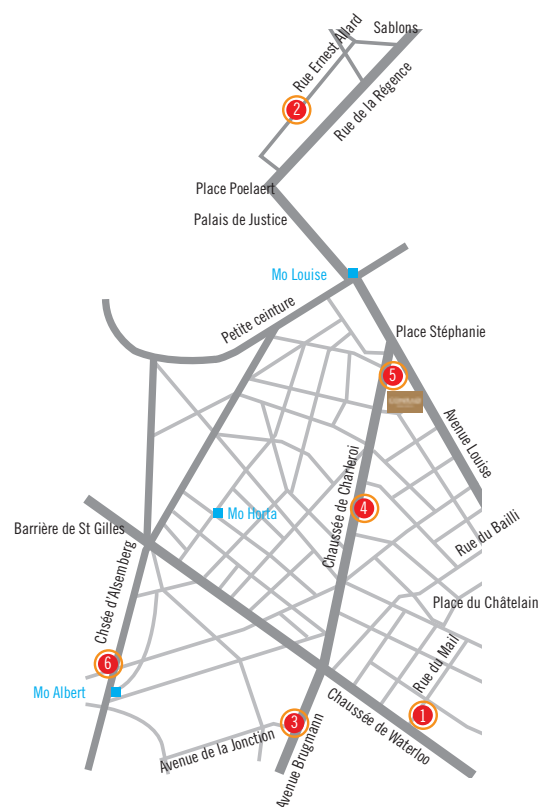 Sablons
Rue Ernest Allard
2
Rue de la Régence
Place Poelaert
Palais de Justice
Mo Louise
Petite ceinture
Place Stéphanie
5
Avenue Louise
Chaussée de Charleroi
4
Mo Horta
Rue du Bailli
Barrière de St Gilles
Chsée d'Alsemberg
Place du Châtelain
6
Rue du Mail
Mo Albert
1
3
Chaussée de Waterloo
Avenue de la Jonction
Avenue Brugmann